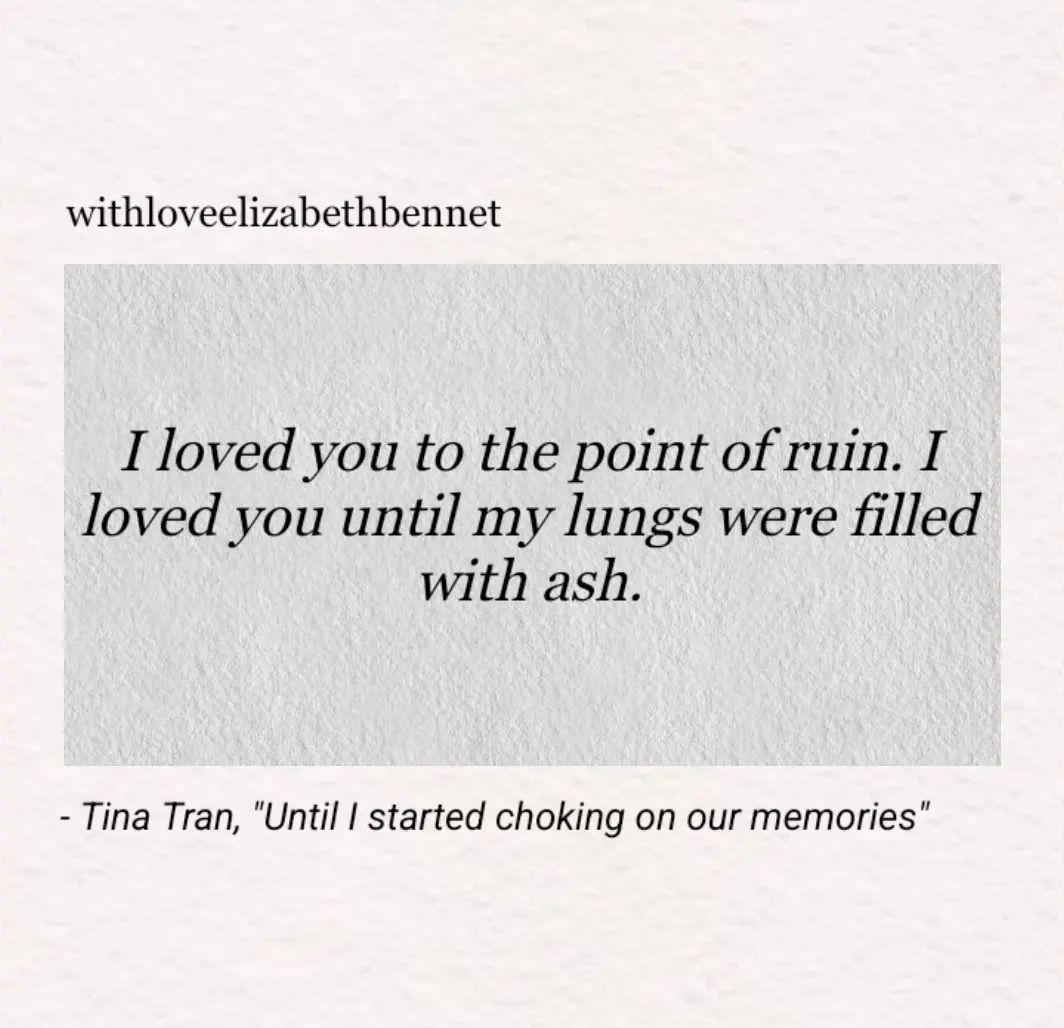 withloveelizabethbennet
I loved you to the point of ruin. I
loved you until my lungs were filled
with ash.
- Tina Tran, "Until I started choking on our memories"